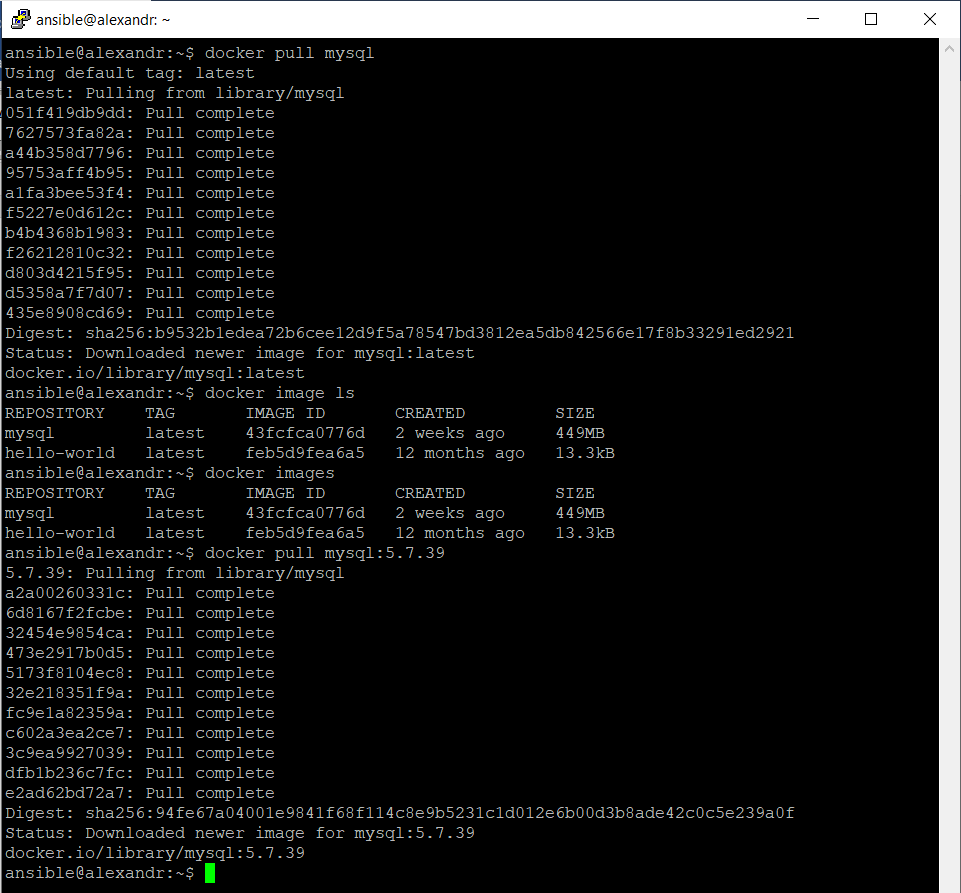 ansible@alexandr: ~
ansible@alexandr:~$ docker pull mysql
Using default tag: latest
latest: Pulling from library/mysql
051f419db9dd: Pull complete
7627573fa82a: Pull complete
a44b358d7796: Pull complete
95753aff4b95: Pull complete
a1fa3bee53f4: Pull complete
f5227e0d612c: Pull complete
b4b4368b1983: Pull complete
f26212810c32: Pull complete
d803d4215f95: Pull complete
d5358a7f7d07: Pull complete
435e8908cd69: Pull complete
Digest: sha256:b9532b1edea72b6cee12d9f5a78547bd3812ea5db842566e17f8b33291ed2921
Status: Downloaded newer image for mysql:latest
docker.io/library/mysql:latest
ansible@alexandr:~$ docker image ls
REPOSITORY    TAG       IMAGE ID       CREATED         SIZE
mysql         latest    43fcfca0776d   2 weeks ago     449MB
hello-world   latest    feb5d9fea6a5   12 months ago   13.3kB
ansible@alexandr:~$ docker images
REPOSITORY    TAG       IMAGE ID       CREATED         SIZE
mysql         latest    43fcfca0776d   2 weeks ago     449MB
hello-world   latest    feb5d9fea6a5   12 months ago   13.3kB
ansible@alexandr:~$ docker pull mysql:5.7.39
5.7.39: Pulling from library/mysql
a2a00260331c: Pull complete
6d8167f2fcbe: Pull complete
32454e9854ca: Pull complete
473e2917b0d5: Pull complete
5173f8104ec8: Pull complete
32e218351f9a: Pull complete
fc9e1a82359a: Pull complete
c602a3ea2ce7: Pull complete
3c9ea9927039: Pull complete
dfb1b236c7fc: Pull complete
e2ad62bd72a7: Pull complete
Digest: sha256:94fe67a04001e9841f68f114c8e9b5231c1d012e6b00d3b8ade42c0c5e239a0f
Status: Downloaded newer image for mysql:5.7.39
docker.io/library/mysql:5.7.39
ansible@alexandr:~$